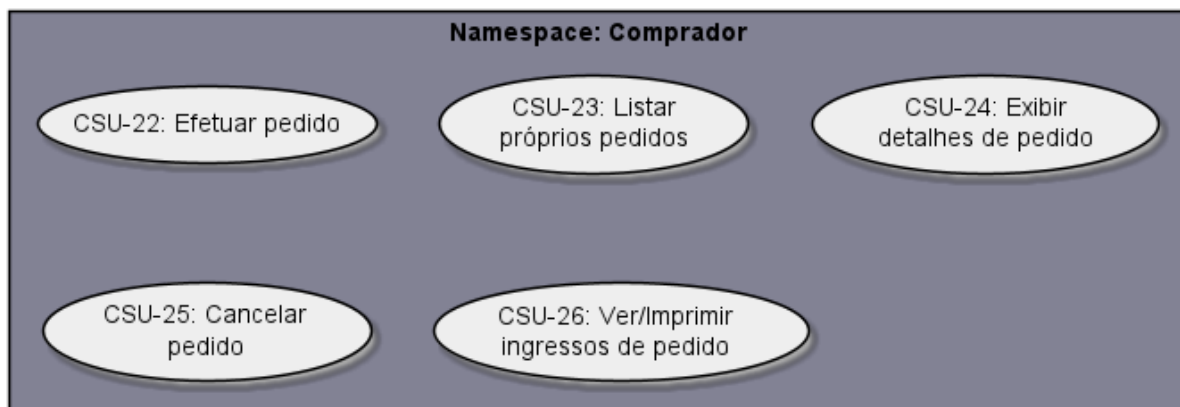 Namespace: Comprador
CSU-22: Efetuar pedido
CSU-23: Listar
próprios pedidos
CSU-24: Exibir
detalhes de pedido
CSU-25: Cancelar
pedido
CSU-26: Ver/Imprimir
ingressos de pedido